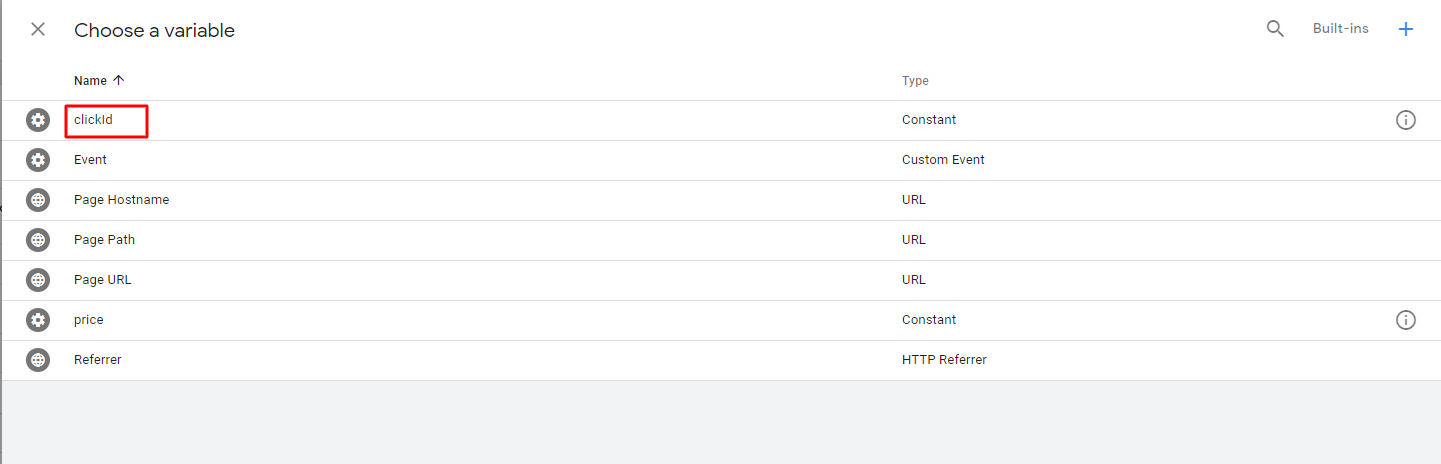 Choose a variable Built-ins
Name Type
clickId Constant
Event Custom Event
Page Hostname URL
Page Path URL
Page URL URL
price Constant
Referrer HTTP Referrer